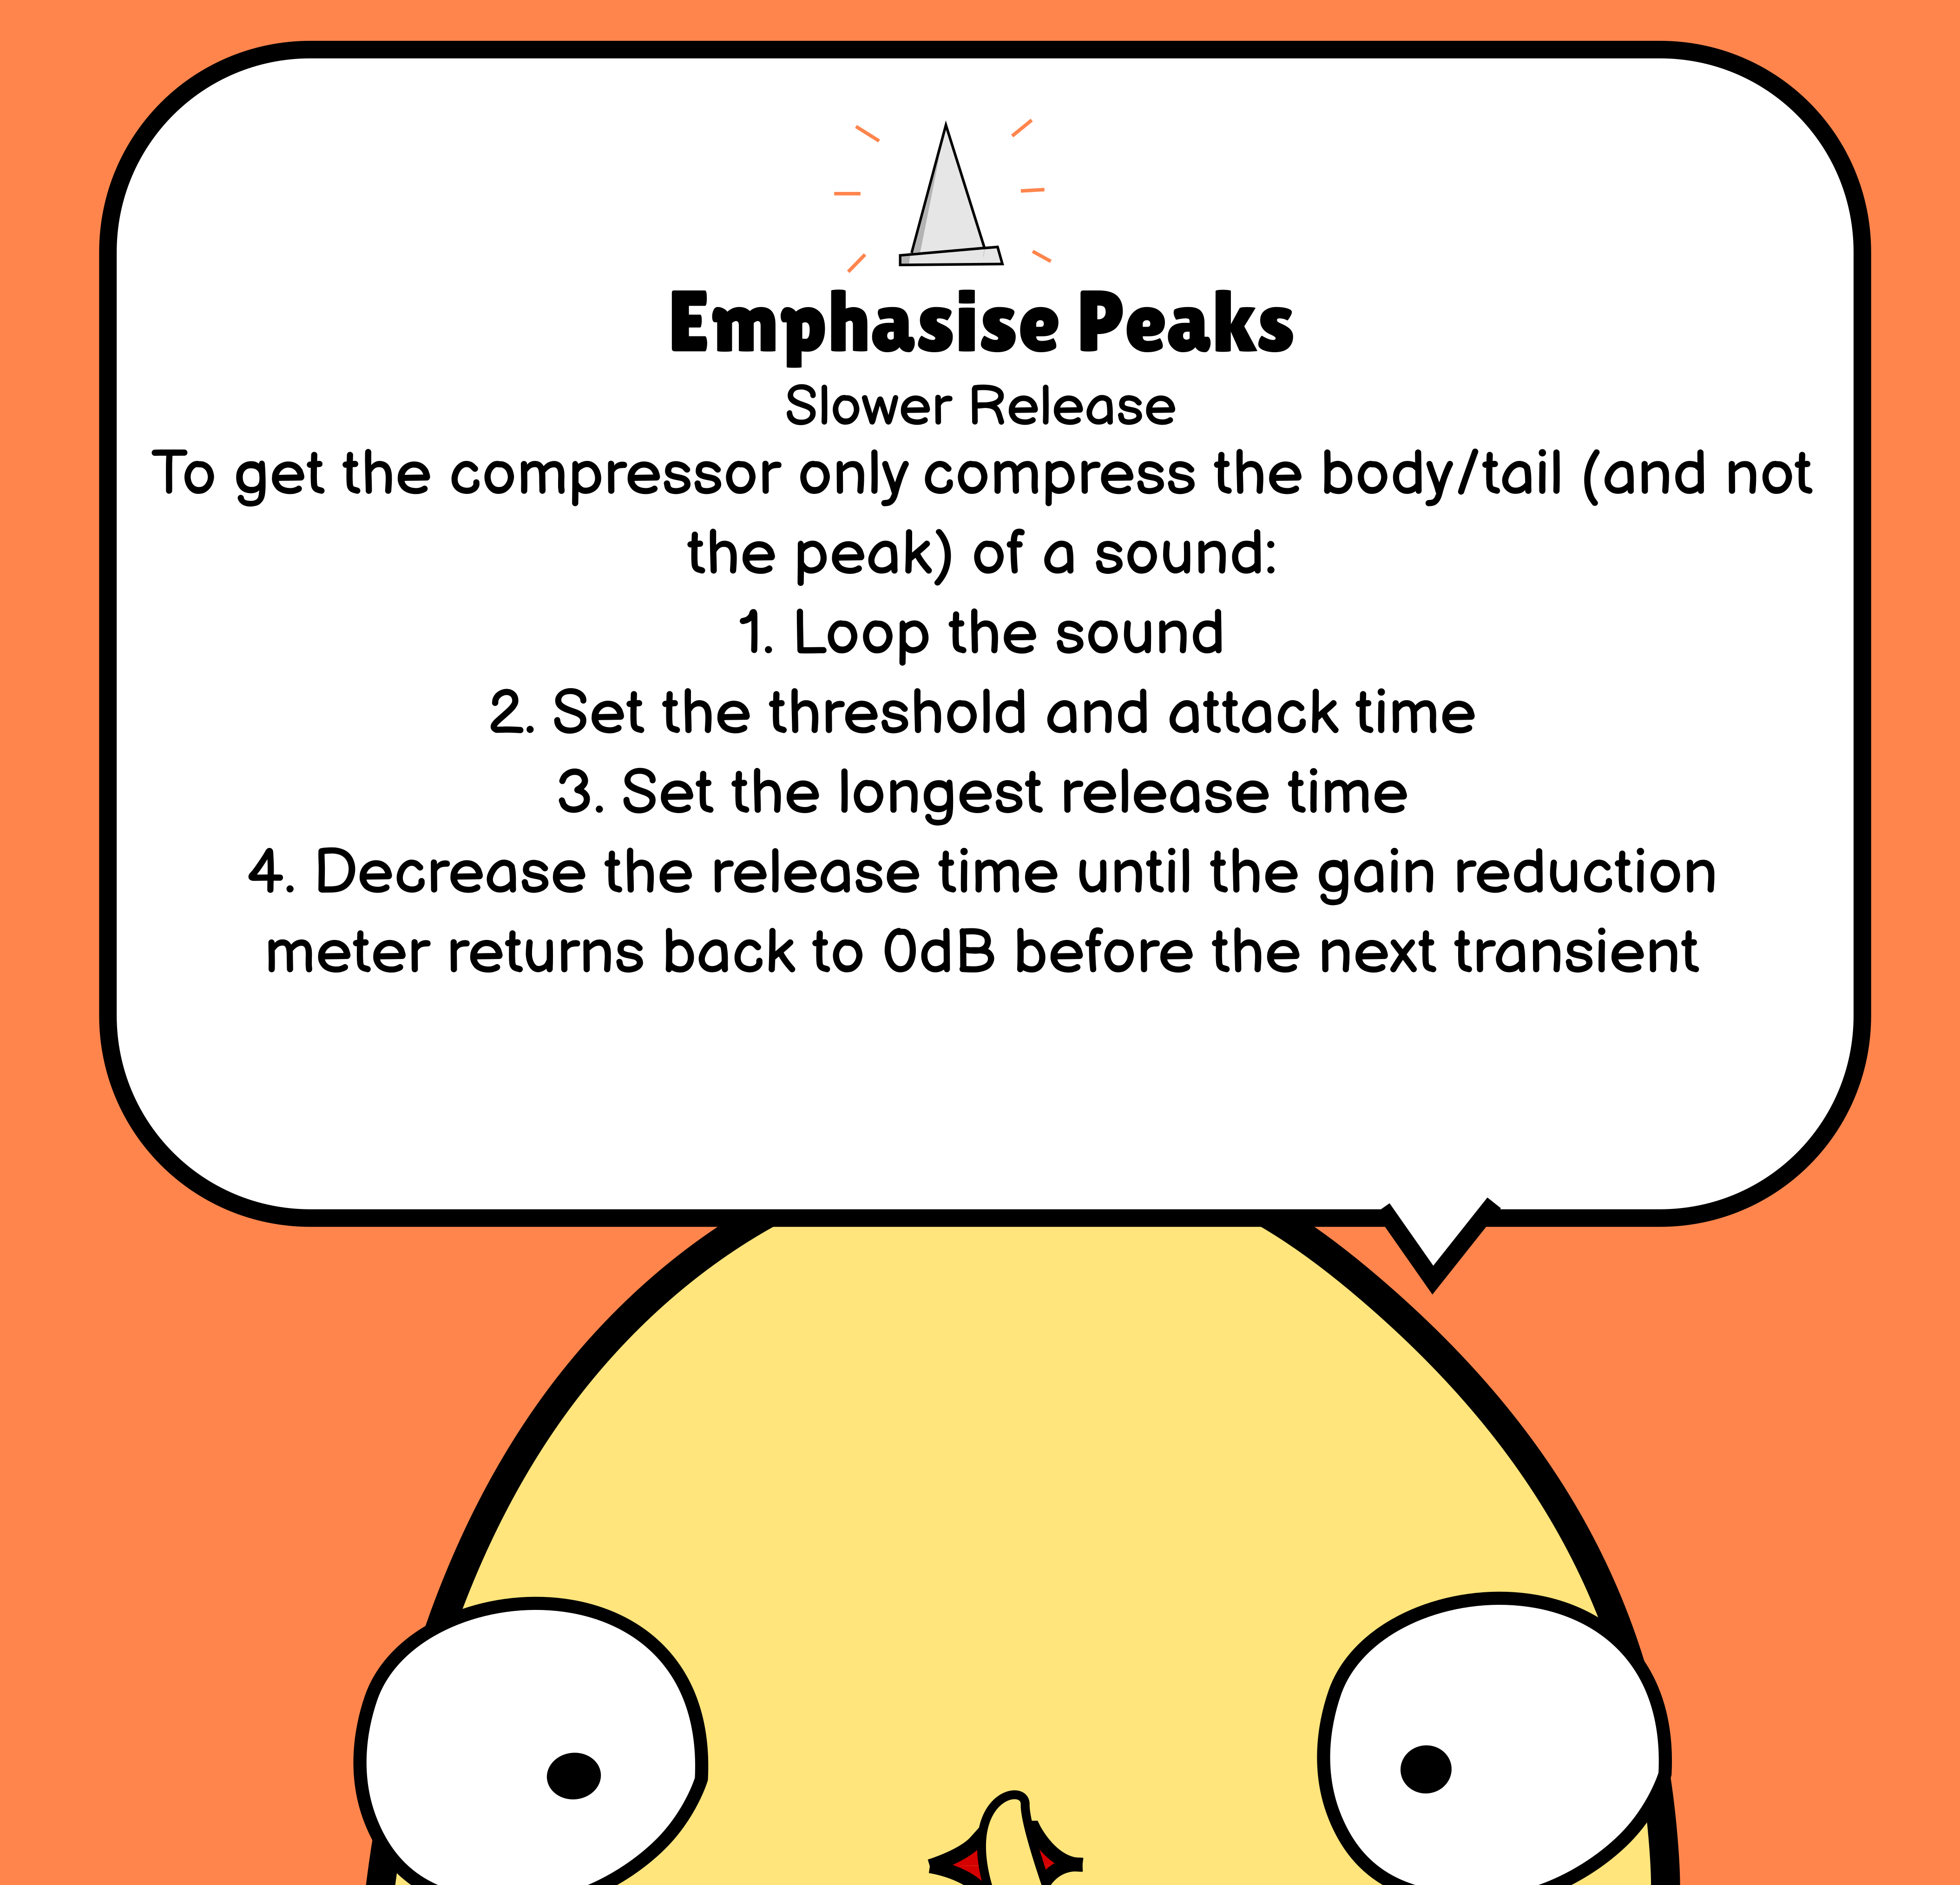 Emphasise Peaks
Slower Release
To get the compressor only compress the body/tail (and not
the peak) of a sound:
1. Loop the sound
2. Set the threshold and attack time
3. Set the longest release time
4. Decrease the release time until the gain reduction
meter returns back to 0dB before the next transient